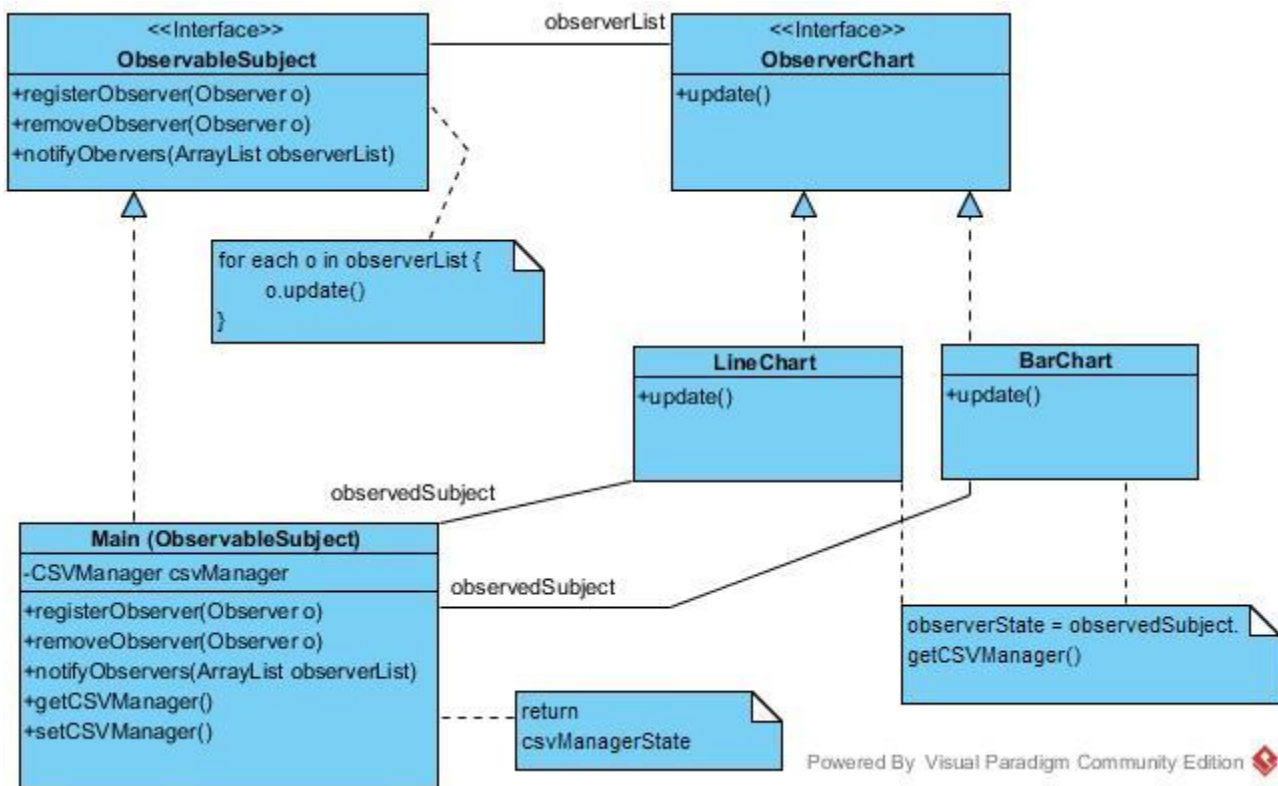 observerList
<<Interface>>
ObservableSubject
+registerObserver(Observer o)
+removeObserver(Observer o)
+notifyObervers(ArrayList observerList)
<<Interface>>
ObserverChart
+update()
for each o in observerList {
o.update()
}
LineChart
+update()
BarChart
+update()
observedSubject
Main (ObservableSubject)
-CSVManager csvManager
+registerObserver(Observer o)
+removeObserver(Observer o)
+notifyObservers(ArrayList observerList)
+getCSVManager()
+setCSVManager()
observedSubject
observerState = observedSubject.
getCSVManager()
return
csvManagerState
Powered By Visual Paradigm Community Edition